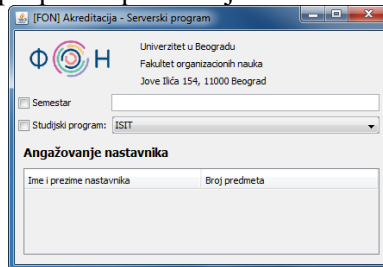 [FON] Akreditacija - Serverski program
Ф Н
Univerzitet u Beogradu
Fakultet organizacionih nauka
Jove Ilića 154, 11000 Beograd
Semestar
Studijski program: ISIT
Angažovanje nastavnika
Ime i prezime nastavnika Broj predmeta